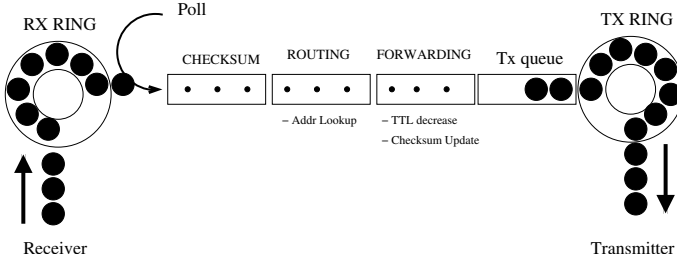 Poll
RX RING
TX RING
CHECKSUM
ROUTING
FORWARDING
Tx queue
− Addr Lookup
− TTL decrease
− Checksum Update
Receiver
Transmitter